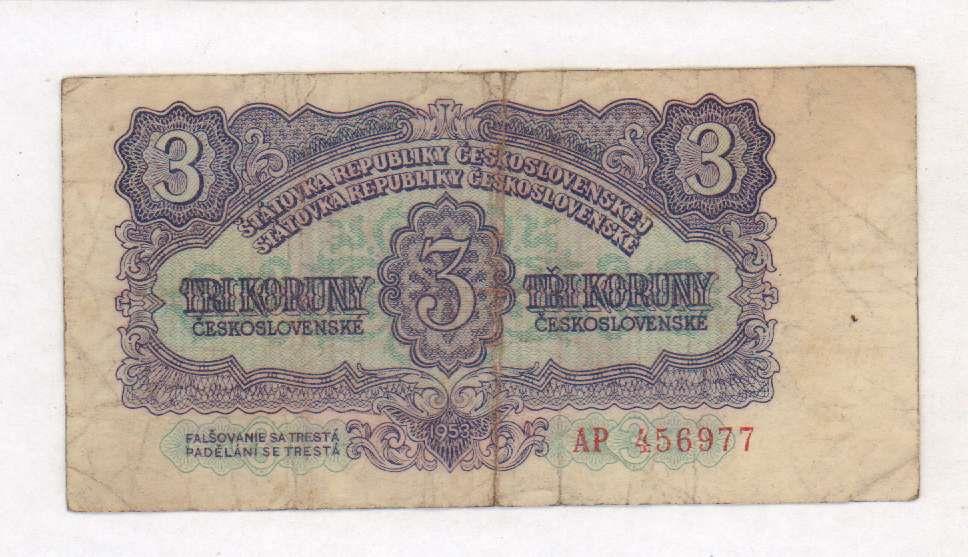 3 3
ŠTÁTOVKA REPUBLIKY ČESKOSLOVENSKEJ
STÁTOVKA REPUBLIKY ČESKOSLOVENSKÉ
TRI KORUNY
ČESKOSLOVENSKÉ
3
TŘI KORUNY
ČESKOSLOVENSKÉ
FALŠOVANIE SA TRESTÁ
PADĚLÁNÍ SE TRESTÁ
1953
AP 456977